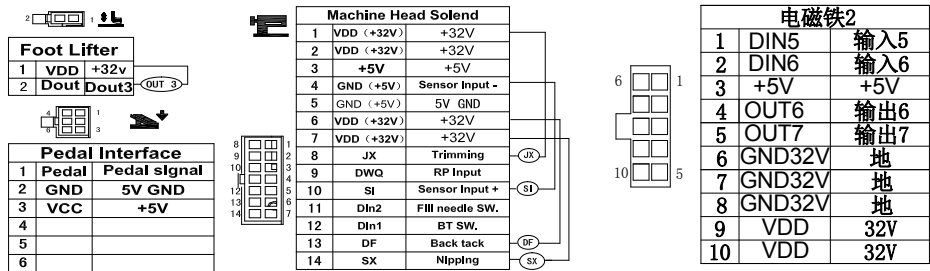 2 1
Foot Lifter
1 VDD +32v
2 Dout Dout3
OUT 3
4 1
6 3
Pedal Interface
1 Pedal Pedal signal
2 GND 5V GND
3 VCC +5V
4
5
6
8 1
9 2
10 3
11 4
12 5
13 6
14 7
Machine Head Solend
1 VDD (+32V) +32V
2 VDD (+32V) +32V
3 +5V +5V
4 GND (+5V) Sensor Input -
5 GND (+5V) 5V GND
6 VDD (+32V) +32V
7 VDD (+32V) +32V
8 JX Trimming
9 DWQ RP Input
10 SI Sensor Input +
11 DIn2 FIll needle SW.
12 DIn1 BT SW.
13 DF Back tack
14 SX Nipping
JX
SI
DF
SX
6 1
10 5
电磁铁2
1 DIN5 输入5
2 DIN6 输入6
3 +5V +5V
4 OUT6 输出6
5 OUT7 输出7
6 GND32V 地
7 GND32V 地
8 GND32V 地
9 VDD 32V
10 VDD 32V